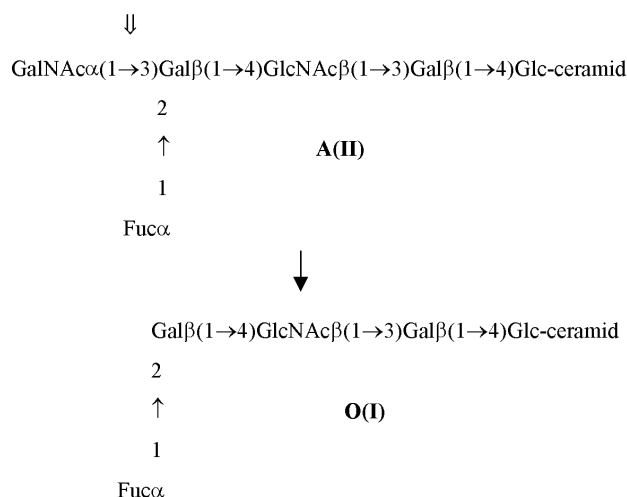 ⇓
GalNAcα(1→3)Galβ(1→4)GlcNAcβ(1→3)Galβ(1→4)Glc-ceramid
2
↑ A(II)
1
Fucα
↓
Galβ(1→4)GlcNAcβ(1→3)Galβ(1→4)Glc-ceramid
2
↑ O(I)
1
Fucα